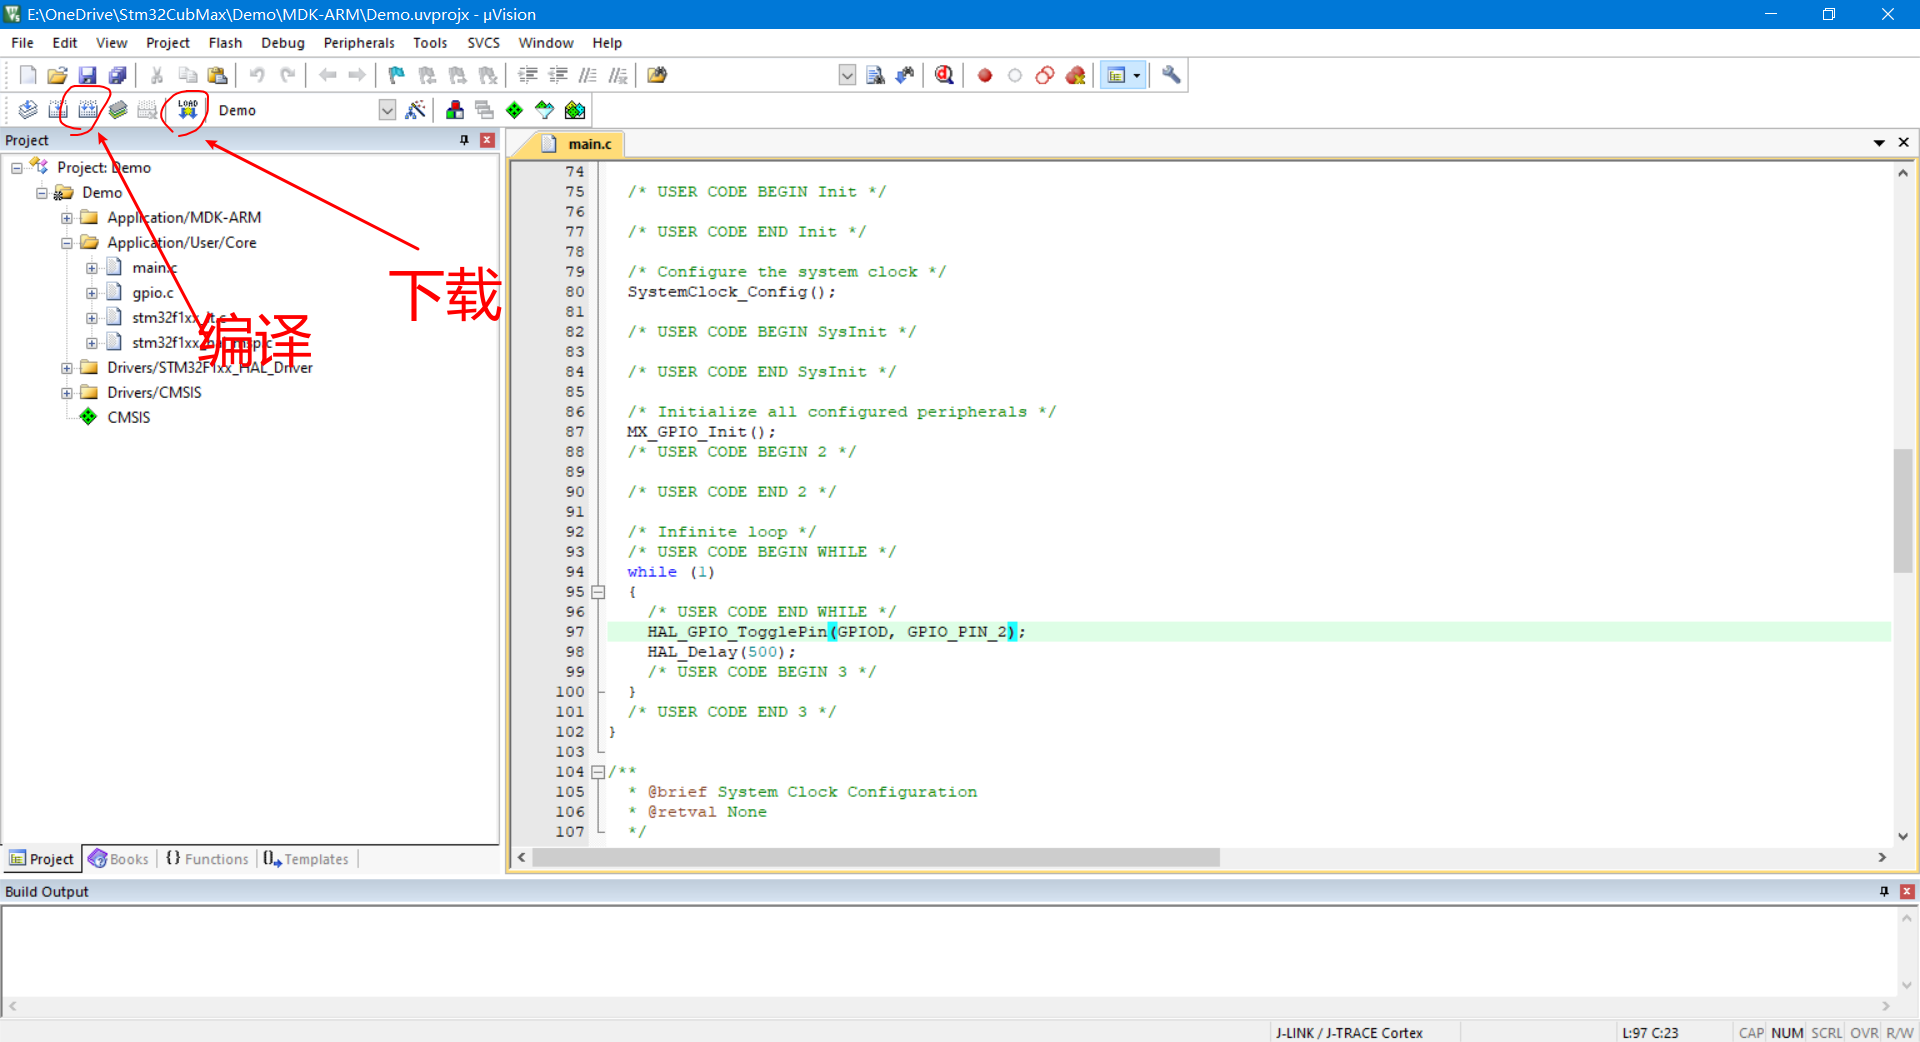 E:\OneDrive\Stm32CubMax\Demo\MDK-ARM\Demo.uvprojx - µVision
File Edit View Project Flash Debug Peripherals Tools SVCS Window Help
LOAD
Demo
Project
Project: Demo
Demo
Application/MDK-ARM
Application/User/Core
main.c
gpio.c
stm32f1xx_it.c
stm32f1xx_hal_msp.c
Drivers/STM32F1xx_HAL_Driver
Drivers/CMSIS
CMSIS
下载
编译
Project Books {} Functions Templates
main.c
74
75 /* USER CODE BEGIN Init */
76
77 /* USER CODE END Init */
78
79 /* Configure the system clock */
80 SystemClock_Config();
81
82 /* USER CODE BEGIN SysInit */
83
84 /* USER CODE END SysInit */
85
86 /* Initialize all configured peripherals */
87 MX_GPIO_Init();
88 /* USER CODE BEGIN 2 */
89
90 /* USER CODE END 2 */
91
92 /* Infinite loop */
93 /* USER CODE BEGIN WHILE */
94 while (1)
95 {
96 /* USER CODE END WHILE */
97 HAL_GPIO_TogglePin(GPIOD, GPIO_PIN_2);
98 HAL_Delay(500);
99 /* USER CODE BEGIN 3 */
100 }
101 /* USER CODE END 3 */
102 }
103
104 /**
105 * @brief System Clock Configuration
106 * @retval None
107 */
Build Output
J-LINK / J-TRACE Cortex L:97 C:23 CAP NUM SCRL OVR R/W